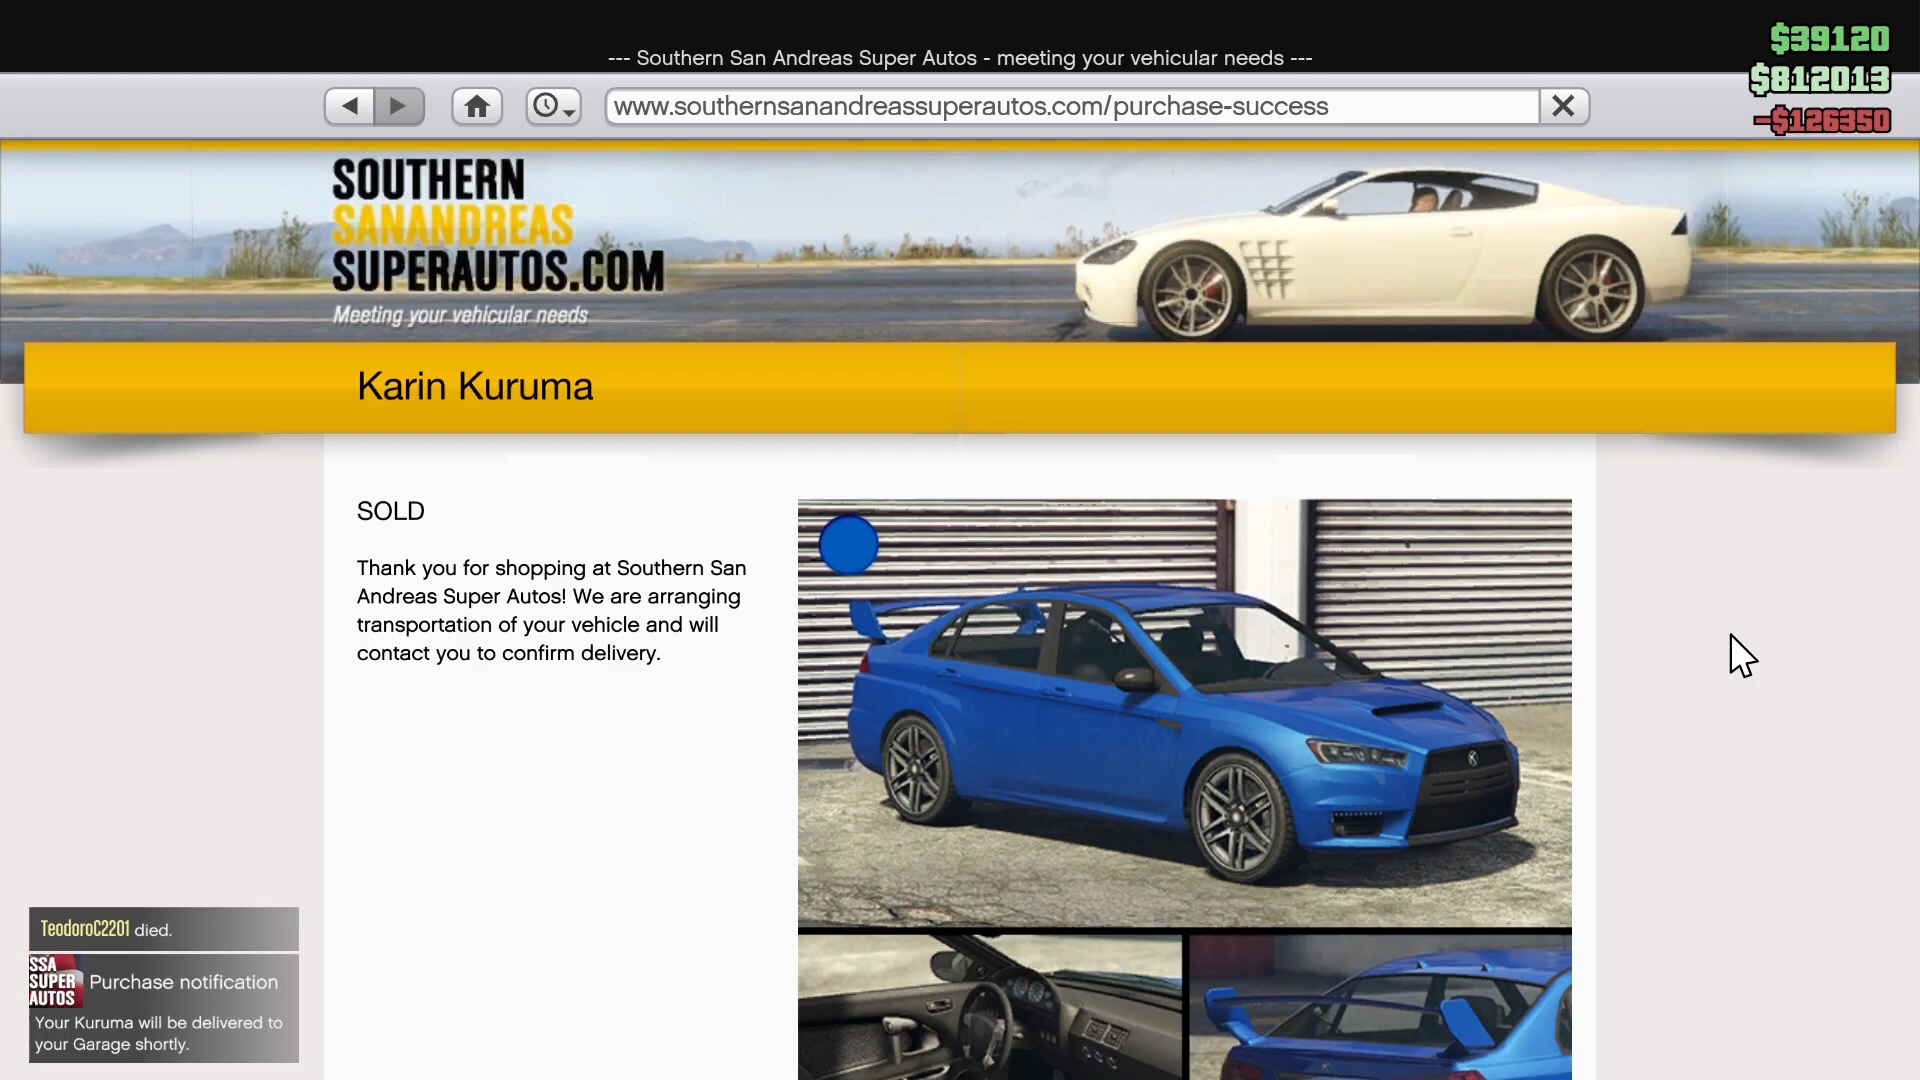 --- Southern San Andreas Super Autos - meeting your vehicular needs ---
$39120
$812013
-$126350
www.southernsanandreassuperautos.com/purchase-success
SOUTHERN
SANANDREAS
SUPERAUTOS.COM
Meeting your vehicular needs
Karin Kuruma
SOLD
Thank you for shopping at Southern San
Andreas Super Autos! We are arranging
transportation of your vehicle and will
contact you to confirm delivery.
TeodoroC2201 died.
SSA
SUPER
AUTOS
Purchase notification
Your Kuruma will be delivered to
your Garage shortly.